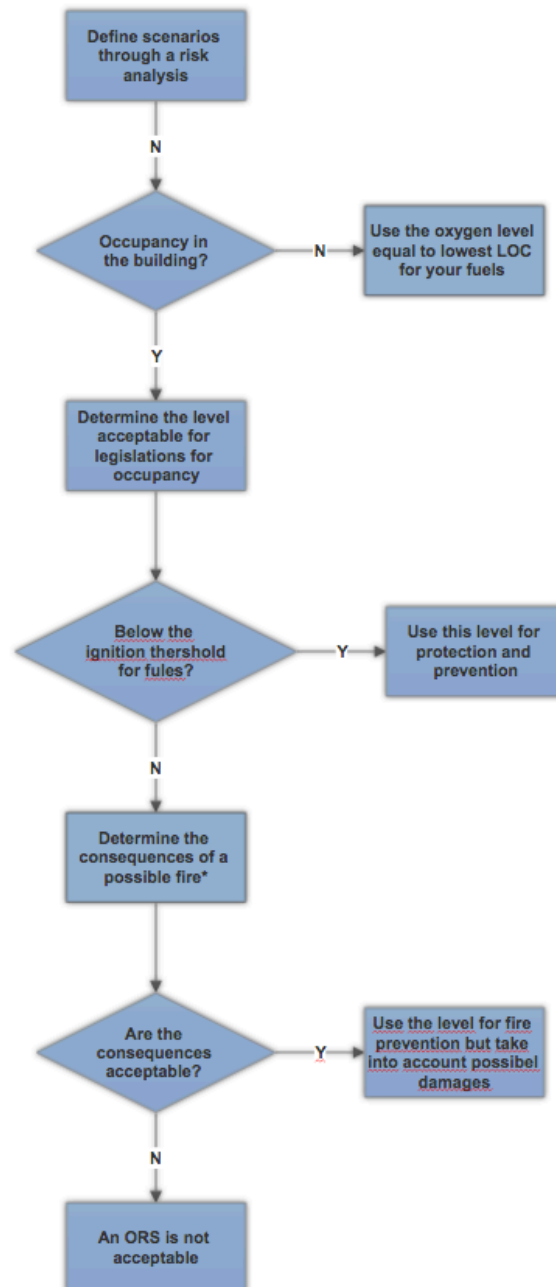 Define scenarios
through a risk
analysis
N
Occupancy in
the building?
N
Use the oxygen level
equal to lowest LOC
for your fuels
Y
Determine the level
acceptable for
legislations for
occupancy
Below the
ignition thershold
for fules?
Y
Use this level for
protection and
prevention
N
Determine the
consequences of a
possible fire*
Are the
consequences
acceptable?
Y
Use the level for fire
prevention but take
into account possibel
damages
N
An ORS is not
acceptable